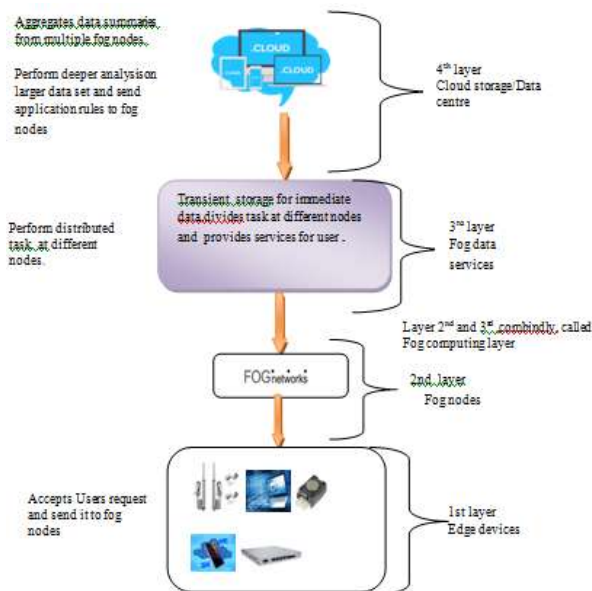 Aggregates data summaries
from multiple fog nodes.
Perform deeper analysison
larger data set and send
application rules to fog
nodes
.CLOUD
.CLOUD
4th layer
Cloud storage/Data
centre
Transient storage for immediate
data,divides task at different nodes
and provides services for user .
Perform distributed
task at different
nodes.
3rd layer
Fog data
services
Layer 2nd and 3rd combindly, called
Fog computing layer
FOGnetworks
2nd layer
Fog nodes
Accepts Users request
and send it to fog
nodes
1st layer
Edge devices